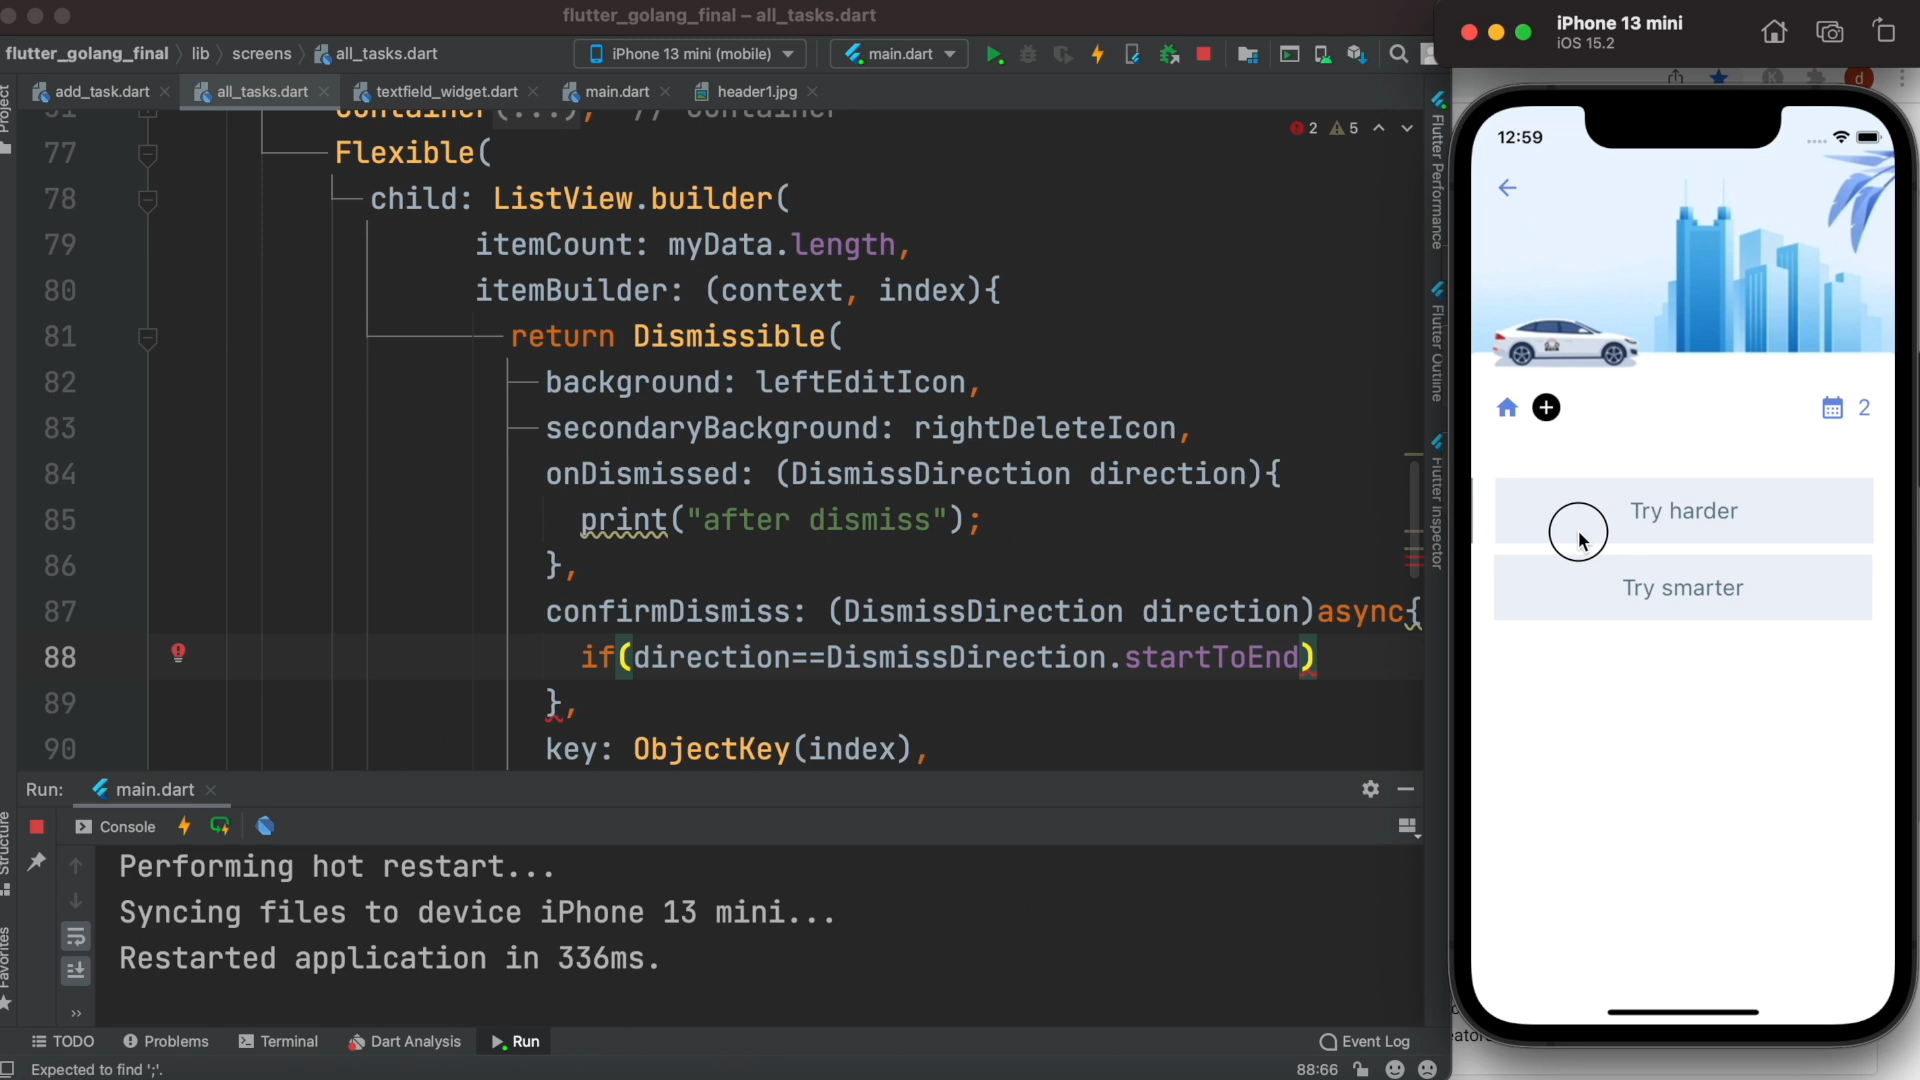 flutter_golang_final – all_tasks.dart
flutter_golang_final lib screens all_tasks.dart
iPhone 13 mini (mobile)
main.dart
add_task.dart
all_tasks.dart
textfield_widget.dart
main.dart
header1.jpg
Project
Container(...), // Container
2 5
77 Flexible(
78 child: ListView.builder(
79 itemCount: myData.length,
80 itemBuilder: (context, index){
81 return Dismissible(
82 background: leftEditIcon,
83 secondaryBackground: rightDeleteIcon,
84 onDismissed: (DismissDirection direction){
85 print("after dismiss");
86 },
87 confirmDismiss: (DismissDirection direction)async{
88 if(direction==DismissDirection.startToEnd)
89 },
90 key: ObjectKey(index),
Flutter Performance
Flutter Outline
Flutter Inspector
Run: main.dart
Console
Structure
Favorites
Performing hot restart...
Syncing files to device iPhone 13 mini...
Restarted application in 336ms.
TODO Problems Terminal Dart Analysis Run
Event Log
Expected to find ';'.
88:66
iPhone 13 mini
iOS 15.2
K
d
12:59
2
Try harder
Try smarter